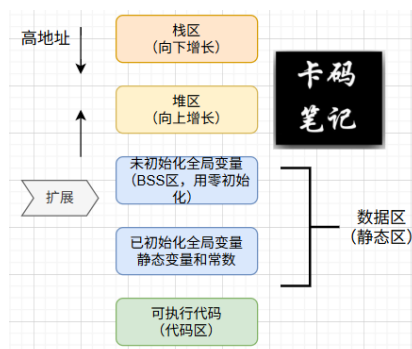 高地址
栈区
（向下增长）
卡码
笔记
堆区
（向上增长）
未初始化全局变量
（BSS区，用零初始
化）
扩展
数据区
（静态区）
已初始化全局变量
静态变量和常数
可执行代码
（代码区）